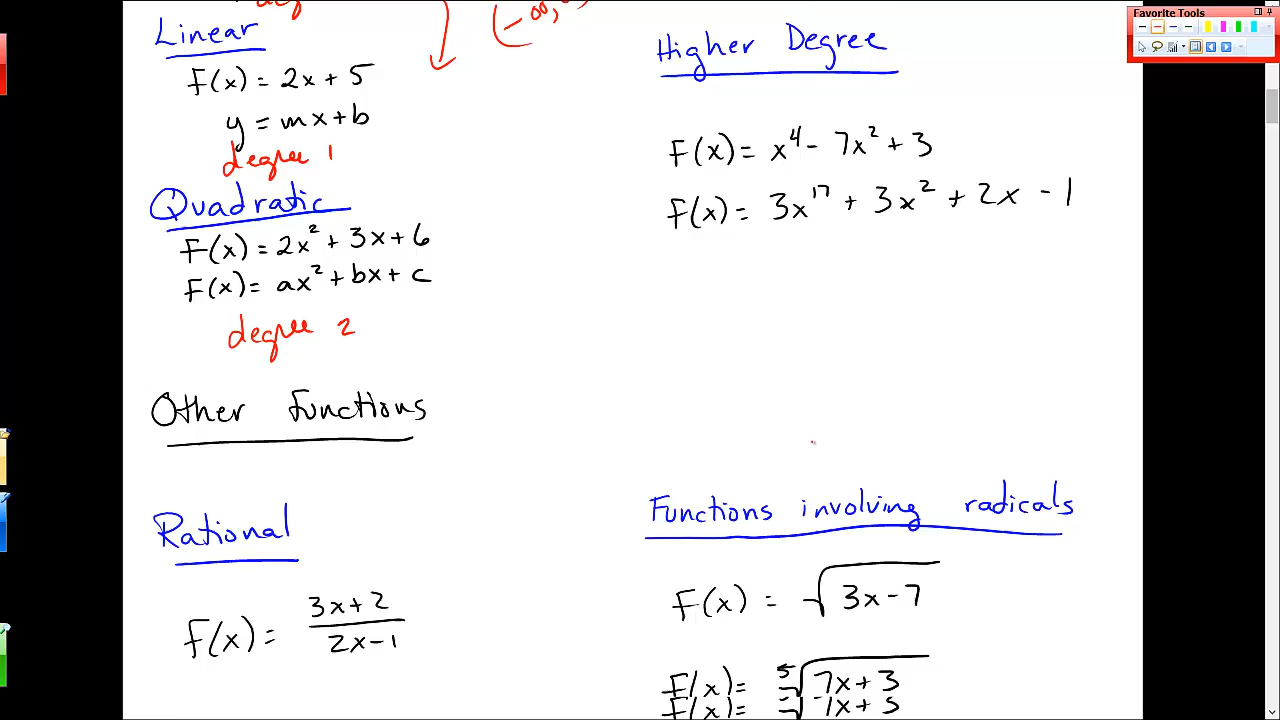 Linear
F(x) = 2x + 5
y = mx + b
degree 1
Quadratic
F(x) = 2x² + 3x + 6
F(x) = ax² + bx + c
degree 2
(-∞,
Higher Degree
F(x) = x⁴ - 7x² + 3
F(x) = 3x¹⁷ + 3x² + 2x - 1
Other Functions
Rational
F(x) = (3x + 2)/(2x - 1)
Functions involving radicals
F(x) = √(3x - 7)
F(x) = ⁵√(7x + 3)
Favorite Tools